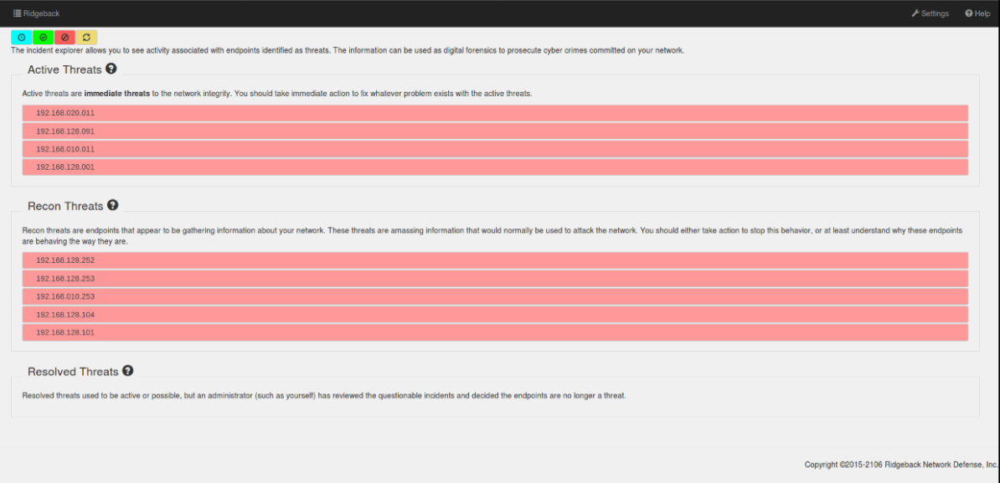 Ridgeback
Settings
Help
The incident explorer allows you to see activity associated with endpoints identified as threats. The information can be used as digital forensics to prosecute cyber crimes committed on your network.
Active Threats
Active threats are immediate threats to the network integrity. You should take immediate action to fix whatever problem exists with the active threats.
192.168.020.011
192.168.128.091
192.168.010.011
192.168.128.001
Recon Threats
Recon threats are endpoints that appear to be gathering information about your network. These threats are amassing information that would normally be used to attack the network. You should either take action to stop this behavior, or at least understand why these endpoints
are behaving the way they are.
192.168.128.252
192.168.128.253
192.168.010.253
192.168.128.104
192.168.128.101
Resolved Threats
Resolved threats used to be active or possible, but an administrator (such as yourself) has reviewed the questionable incidents and decided the endpoints are no longer a threat.
Copyright ©2015-2106 Ridgeback Network Defense, Inc.